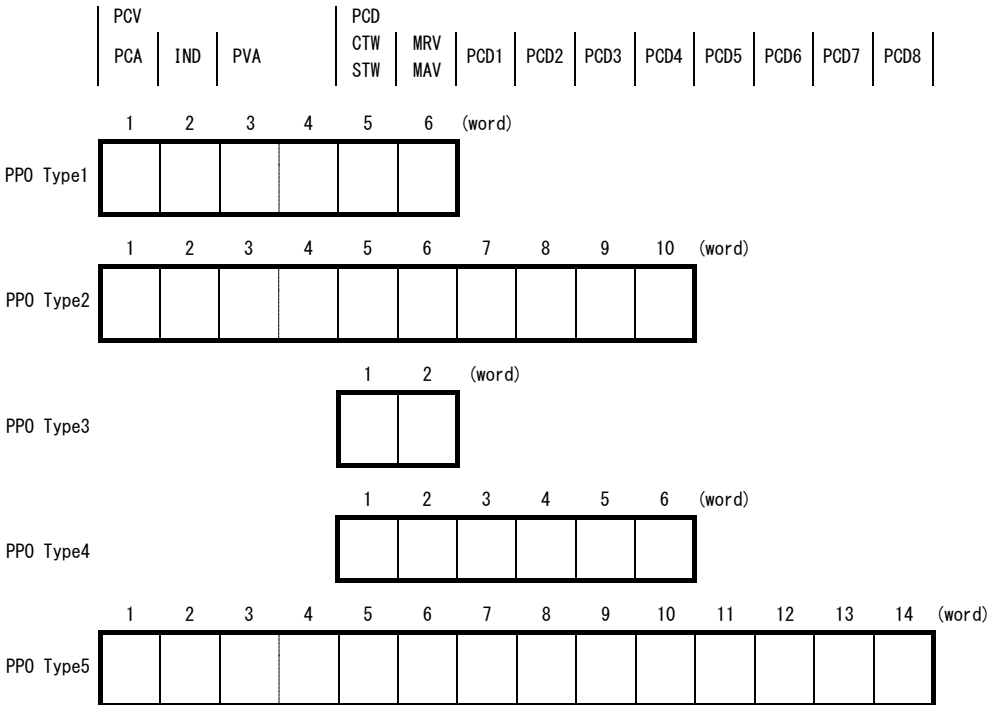 PCV PCD
PCA IND PVA CTW STW MRV MAV PCD1 PCD2 PCD3 PCD4 PCD5 PCD6 PCD7 PCD8
1 2 3 4 5 6 (word)
PPO Type1
1 2 3 4 5 6 7 8 9 10 (word)
PPO Type2
1 2 (word)
PPO Type3
1 2 3 4 5 6 (word)
PPO Type4
1 2 3 4 5 6 7 8 9 10 11 12 13 14 (word)
PPO Type5